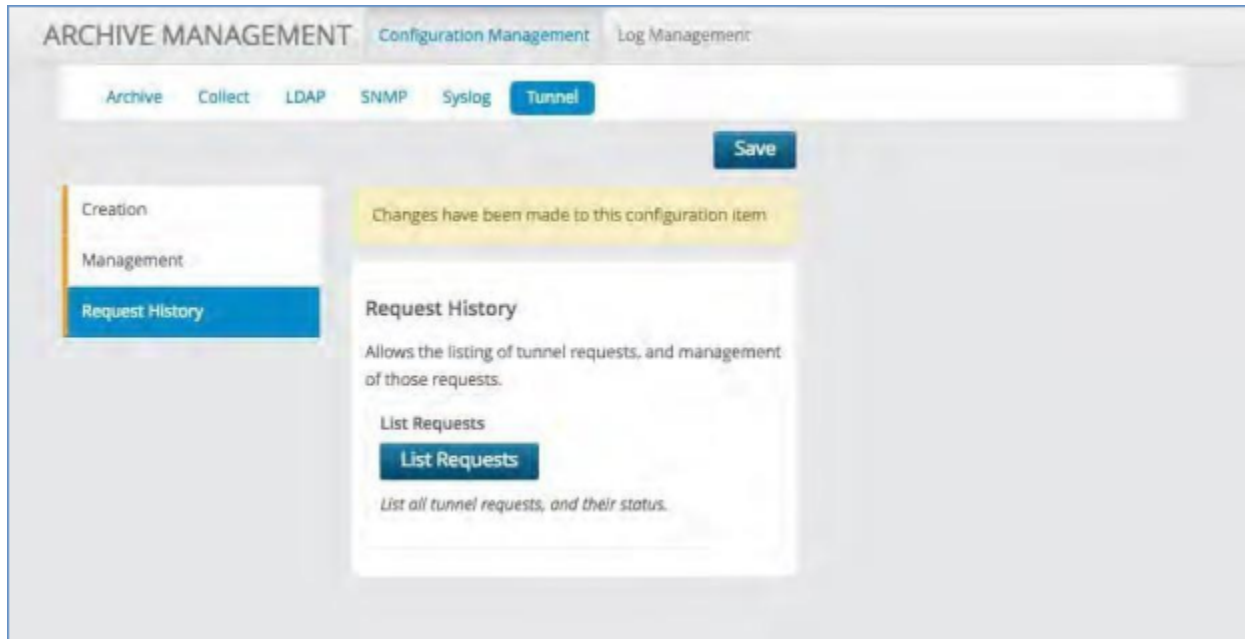 ARCHIVE MANAGEMENT Configuration Management Log Management
Archive Collect LDAP SNMP Syslog Tunnel
Save
Creation
Management
Request History
Changes have been made to this configuration item
Request History
Allows the listing of tunnel requests, and management
of those requests.
List Requests
List Requests
List all tunnel requests, and their status.